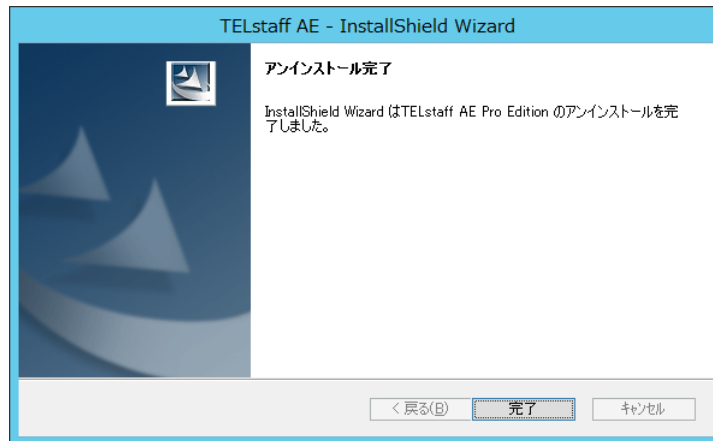 TELstaff AE - InstallShield Wizard
アンインストール完了
InstallShield Wizard はTELstaff AE Pro Edition のアンインストールを完
了しました。
< 戻る(B) 完了 キャンセル